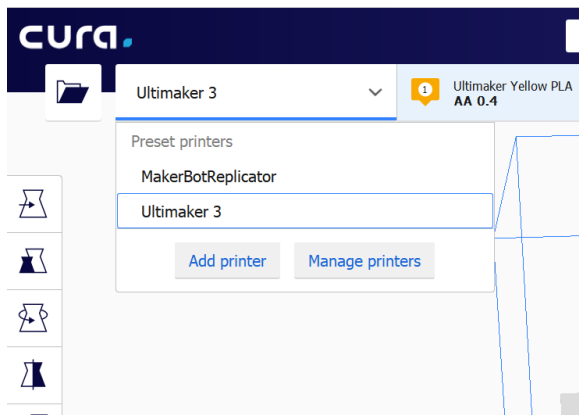 cura.
Ultimaker 3
1
Ultimaker Yellow PLA
AA 0.4
Preset printers
MakerBotReplicator
Ultimaker 3
Add printer
Manage printers